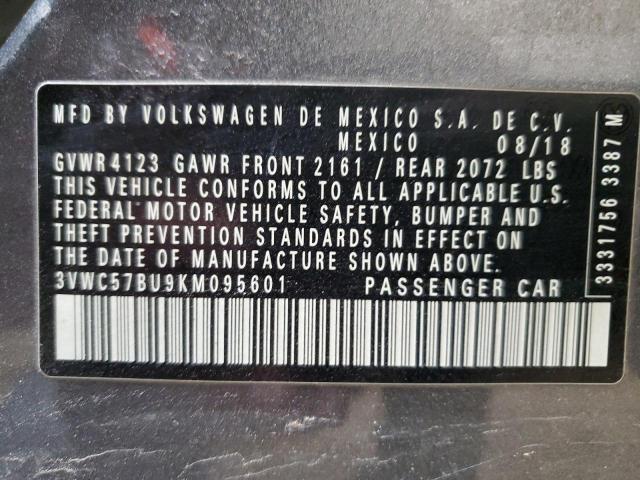 MFD BY VOLKSWAGEN DE MEXICO S.A. DE C.V.
MEXICO 08/18
GVWR 4123 GAWR FRONT 2161 / REAR 2072 LBS
THIS VEHICLE CONFORMS TO ALL APPLICABLE U.S.
FEDERAL MOTOR VEHICLE SAFETY, BUMPER AND
THEFT PREVENTION STANDARDS IN EFFECT ON
THE DATE OF MANUFACTURE SHOWN ABOVE.
3VWC57BU9KM095601 PASSENGER CAR
3331756 3387 M